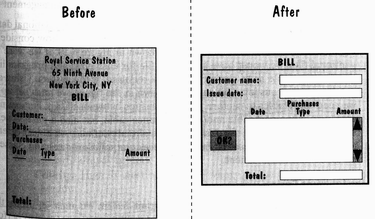 Before
Royal Service Station
65 Ninth Avenue
New York City, NY
BILL
Customer:
Date:
Purchases
Date Type Amount
Total:
After
BILL
Customer name:
Issue date:
Purchases
Date Type Amount
OK?
Total: